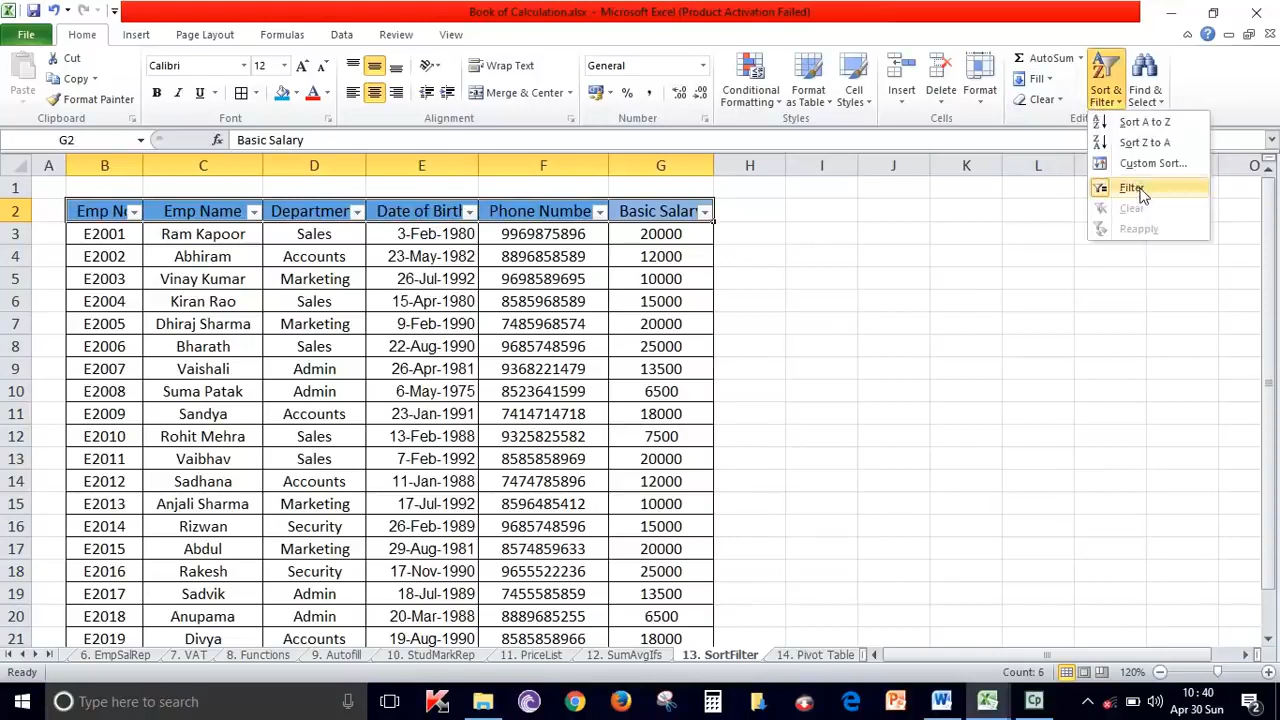 Book of Calculation.xlsx - Microsoft Excel (Product Activation Failed)
File Home Insert Page Layout Formulas Data Review View
Paste
Cut
Copy
Format Painter
Clipboard
Calibri 12
B I U
Font
Wrap Text
Merge & Center
Alignment
General
Number
Conditional Formatting
Format as Table
Cell Styles
Styles
Insert Delete Format
Cells
AutoSum
Fill
Clear
Sort & Filter
Find & Select
Sort A to Z
Sort Z to A
Custom Sort...
Filter
Clear
Reapply
G2 fx Basic Salary
A B C D E F G H I J K L O
1
2 Emp N Emp Name Departmen Date of Birth Phone Numbe Basic Salary
3 E2001 Ram Kapoor Sales 3-Feb-1980 9969875896 20000
4 E2002 Abhiram Accounts 23-May-1982 8896858589 12000
5 E2003 Vinay Kumar Marketing 26-Jul-1992 9698589695 10000
6 E2004 Kiran Rao Sales 15-Apr-1980 8585968589 15000
7 E2005 Dhiraj Sharma Marketing 9-Feb-1990 7485968574 20000
8 E2006 Bharath Sales 22-Aug-1990 9685748596 25000
9 E2007 Vaishali Admin 26-Apr-1981 9368221479 13500
10 E2008 Suma Patak Admin 6-May-1975 8523641599 6500
11 E2009 Sandya Accounts 23-Jan-1991 7414714718 18000
12 E2010 Rohit Mehra Sales 13-Feb-1988 9325825582 7500
13 E2011 Vaibhav Sales 7-Feb-1992 8585858969 20000
14 E2012 Sadhana Accounts 11-Jan-1988 7474785896 12000
15 E2013 Anjali Sharma Marketing 17-Jul-1992 8596485412 10000
16 E2014 Rizwan Security 26-Feb-1989 9685748596 15000
17 E2015 Abdul Marketing 29-Aug-1981 8574859633 20000
18 E2016 Rakesh Security 17-Nov-1990 9655522236 25000
19 E2017 Sadvik Admin 18-Jul-1989 7455585859 13500
20 E2018 Anupama Admin 20-Mar-1988 8889685255 6500
21 E2019 Divya Accounts 19-Aug-1990 8585858966 18000
6. EmpSalRep 7. VAT 8. Functions 9. Autofill 10. StudMarkRep 11. PriceList 12. SumAvgIfs 13. SortFilter 14. Pivot Table
Ready Count: 6 120%
Type here to search
10:40
Apr 30 Sun